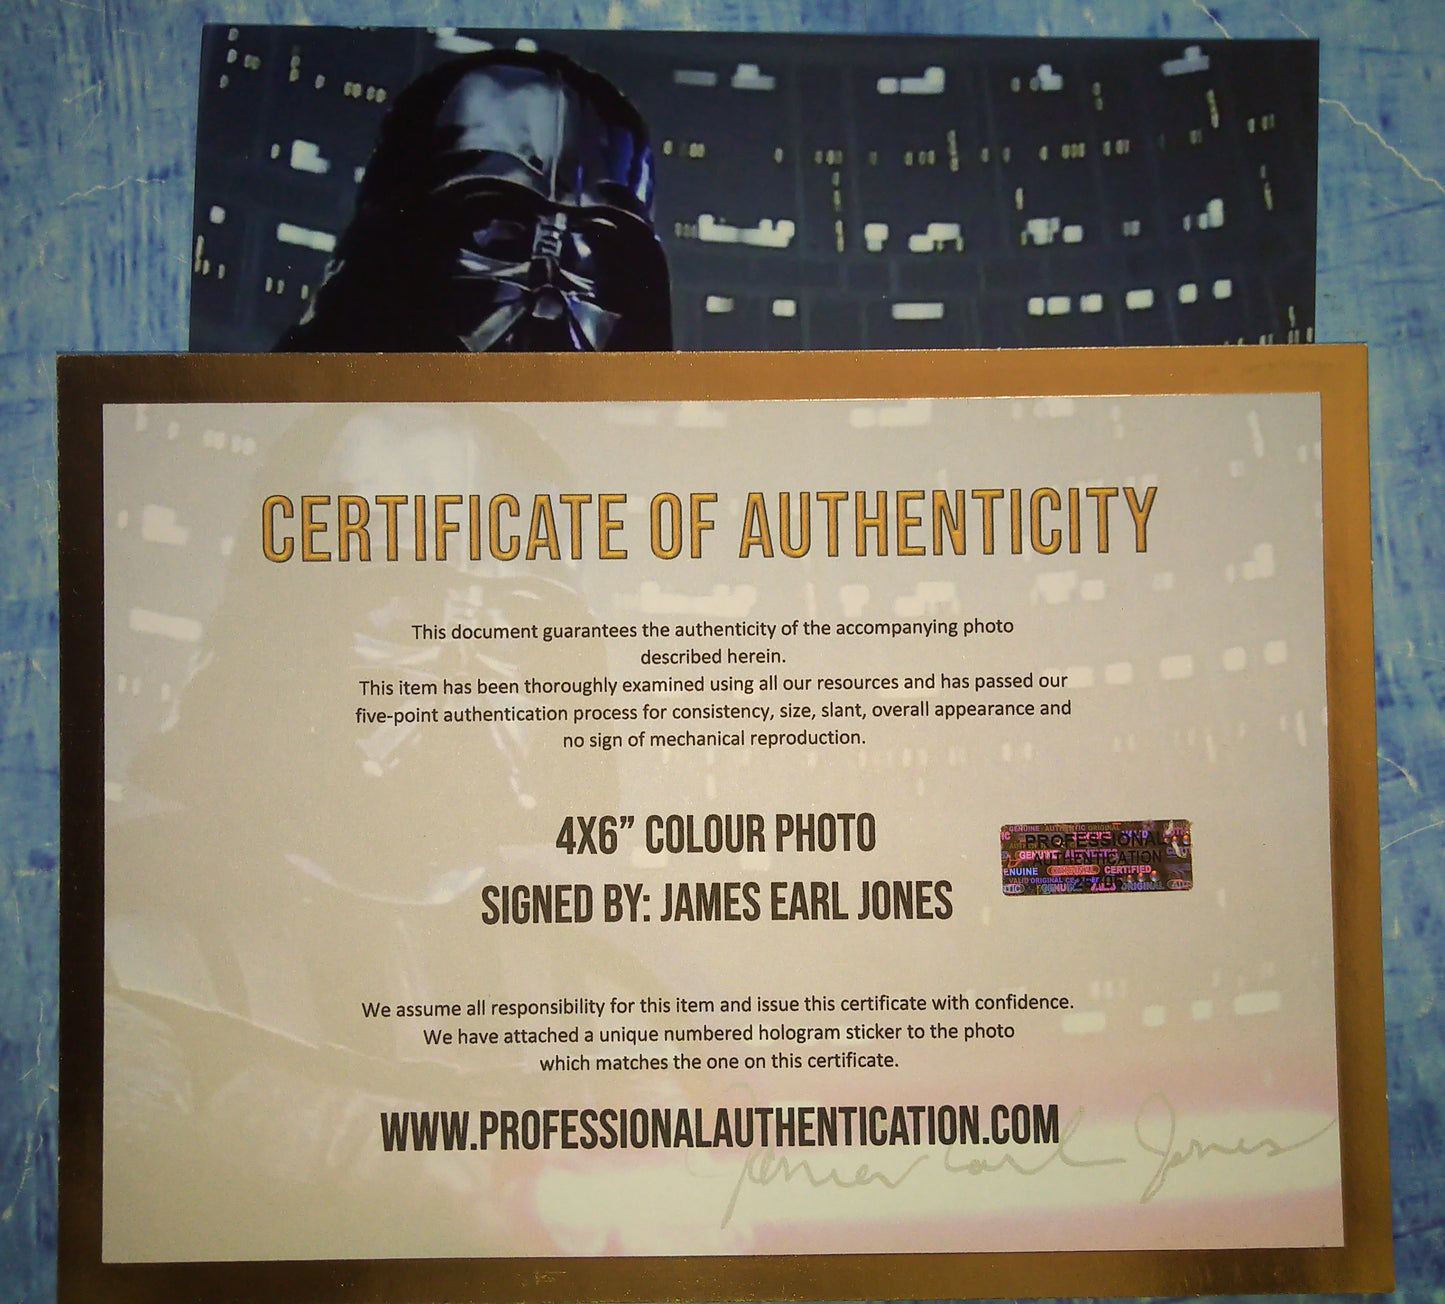 CERTIFICATE OF AUTHENTICITY
This document guarantees the authenticity of the accompanying photo
described herein.
This item has been thoroughly examined using all our resources and has passed our
five-point authentication process for consistency, size, slant, overall appearance and
no sign of mechanical reproduction.
4X6” COLOUR PHOTO
SIGNED BY: JAMES EARL JONES
PROFESSIONAL
AUTHENTICATION
We assume all responsibility for this item and issue this certificate with confidence.
We have attached a unique numbered hologram sticker to the photo
which matches the one on this certificate.
WWW.PROFESSIONALAUTHENTICATION.COM
James Earl Jones